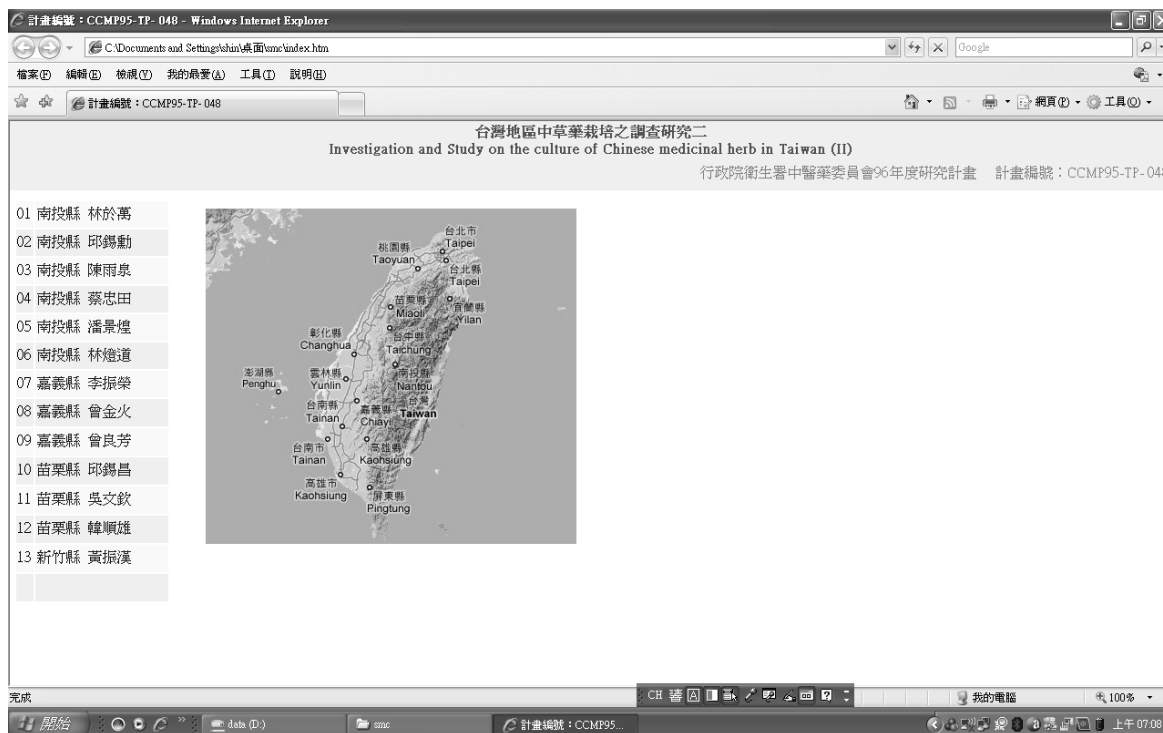 計畫編號：CCMP95-TP- 048 - Windows Internet Explorer
C:\Documents and Settings\shin\桌面\smc\index.htm
Google
檔案(F) 編輯(E) 檢視(V) 我的最愛(A) 工具(T) 說明(H)
計畫編號：CCMP95-TP- 048
網頁(P) 工具(O)
台灣地區中草藥栽培之調查研究二
Investigation and Study on the culture of Chinese medicinal herb in Taiwan (II)
行政院衛生署中醫藥委員會96年度研究計畫 計畫編號：CCMP95-TP- 048
01 南投縣 林於萬
02 南投縣 邱錫勳
03 南投縣 陳雨泉
04 南投縣 蔡忠田
05 南投縣 潘景煌
06 南投縣 林燈道
07 嘉義縣 李振榮
08 嘉義縣 曾金火
09 嘉義縣 曾良芳
10 苗栗縣 邱錫昌
11 苗栗縣 吳文欽
12 苗栗縣 韓順雄
13 新竹縣 黃振漢
台北市
Taipei
桃園縣
Taoyuan
台北縣
Taipei
苗栗縣
Miaoli
宜蘭縣
Yilan
彰化縣
Changhua
台中縣
Taichung
澎湖縣
Penghu
雲林縣
Yunlin
南投縣
Nantou
台灣
Taiwan
台南縣
Tainan
嘉義縣
Chiayi
台南市
Tainan
高雄縣
Kaohsiung
高雄市
Kaohsiung
屏東縣
Pingtung
完成
CH
我的電腦
100%
開始
data (D:)
smc
計畫編號：CCMP95...
上午 07:08